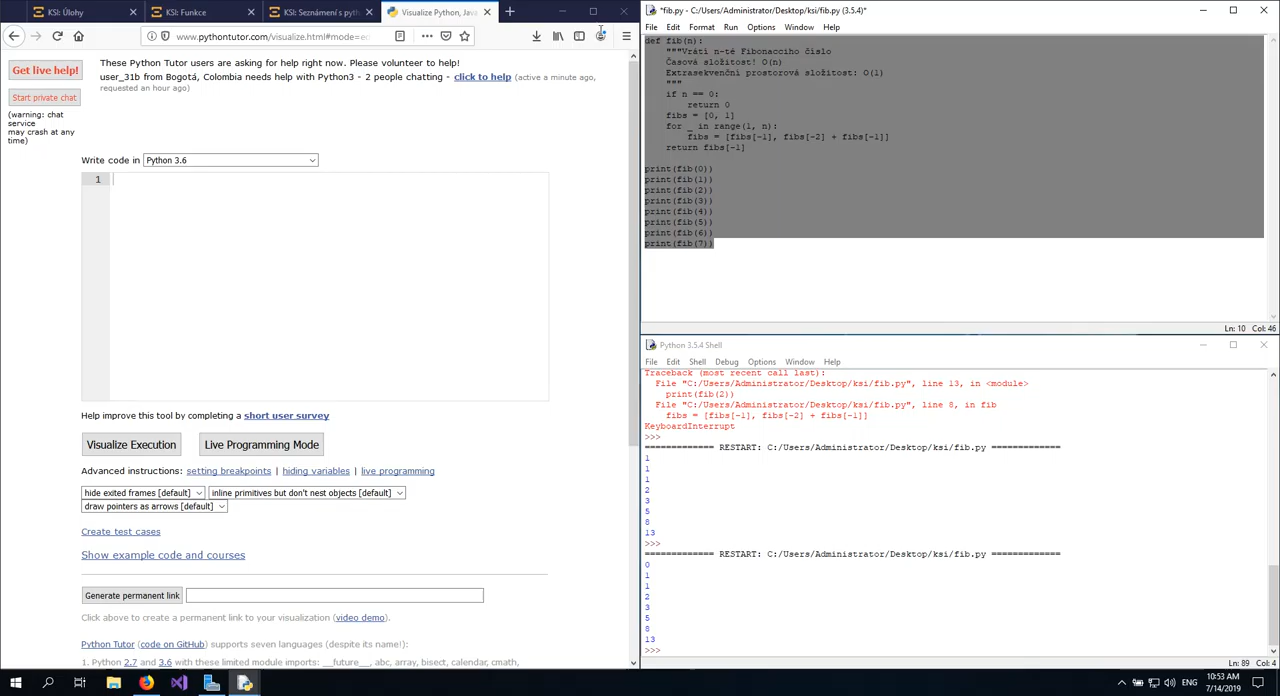 KSI: Úlohy
KSI: Funkce
KSI: Seznámení s pyth
Visualize Python, Java
www.pythontutor.com/visualize.html#mode=ed
Get live help!
Start private chat
(warning: chat
service
may crash at any
time)
These Python Tutor users are asking for help right now. Please volunteer to help!
user_31b from Bogotá, Colombia needs help with Python3 - 2 people chatting - click to help (active a minute ago,
requested an hour ago)
Write code in Python 3.6
1
Help improve this tool by completing a short user survey
Visualize Execution Live Programming Mode
Advanced instructions: setting breakpoints | hiding variables | live programming
hide exited frames [default] inline primitives but don't nest objects [default]
draw pointers as arrows [default]
Create test cases
Show example code and courses
Generate permanent link
Click above to create a permanent link to your visualization (video demo).
Python Tutor (code on GitHub) supports seven languages (despite its name!):
1. Python 2.7 and 3.6 with these limited module imports: __future__, abc, array, bisect, calendar, cmath,
*fib.py - C:/Users/Administrator/Desktop/ksi/fib.py (3.5.4)*
File Edit Format Run Options Window Help
def fib(n):
"""Vrátí n-té Fibonacciho číslo
Časová složitost: O(n)
Extrasekvenční prostorová složitost: O(1)
"""
if n == 0:
return 0
fibs = [0, 1]
for _ in range(1, n):
fibs = [fibs[-1], fibs[-2] + fibs[-1]]
return fibs[-1]
print(fib(0))
print(fib(1))
print(fib(2))
print(fib(3))
print(fib(4))
print(fib(5))
print(fib(6))
print(fib(7))
Ln: 10 Col: 46
Python 3.5.4 Shell
File Edit Shell Debug Options Window Help
Traceback (most recent call last):
File "C:/Users/Administrator/Desktop/ksi/fib.py", line 13, in <module>
print(fib(2))
File "C:/Users/Administrator/Desktop/ksi/fib.py", line 8, in fib
fibs = [fibs[-1], fibs[-2] + fibs[-1]]
KeyboardInterrupt
>>>
============= RESTART: C:/Users/Administrator/Desktop/ksi/fib.py =============
1
1
1
2
3
5
8
13
>>>
============= RESTART: C:/Users/Administrator/Desktop/ksi/fib.py =============
0
1
1
2
3
5
8
13
>>>
Ln: 89 Col: 4
ENG
10:53 AM
7/14/2019